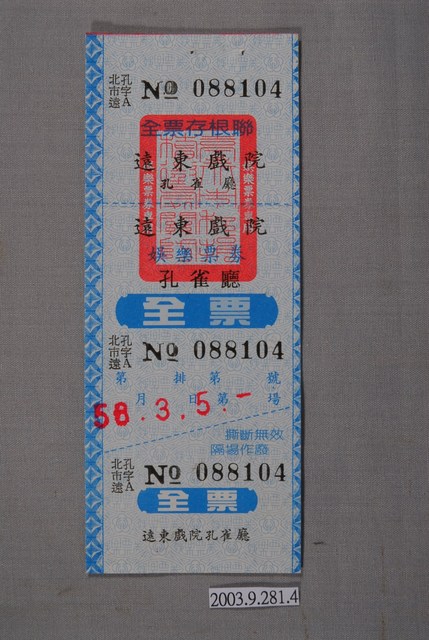 北市遠 孔字A № 088104
全票存根聯
遠東戲院
孔雀廳
遠東戲院
娛樂票券
孔雀廳
全票
北市遠 孔字A № 088104
第 排第 號
月 日第 場
58.3.5.-
撕斷無效
隔場作廢
北市遠 孔字A № 088104
全票
遠東戲院孔雀廳
2003.9.281.4